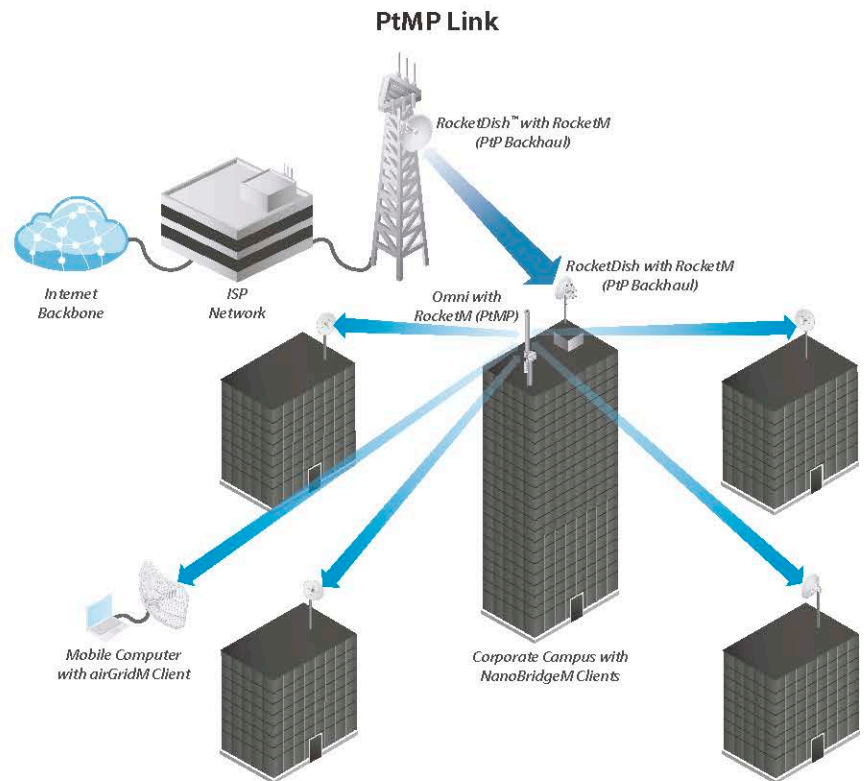 PtMP Link
RocketDish™ with RocketM
(PtP Backhaul)
Internet
Backbone
ISP
Network
Omni with
RocketM (PtMP)
RocketDish with RocketM
(PtP Backhaul)
Mobile Computer
with airGridM Client
Corporate Campus with
NanoBridgeM Clients